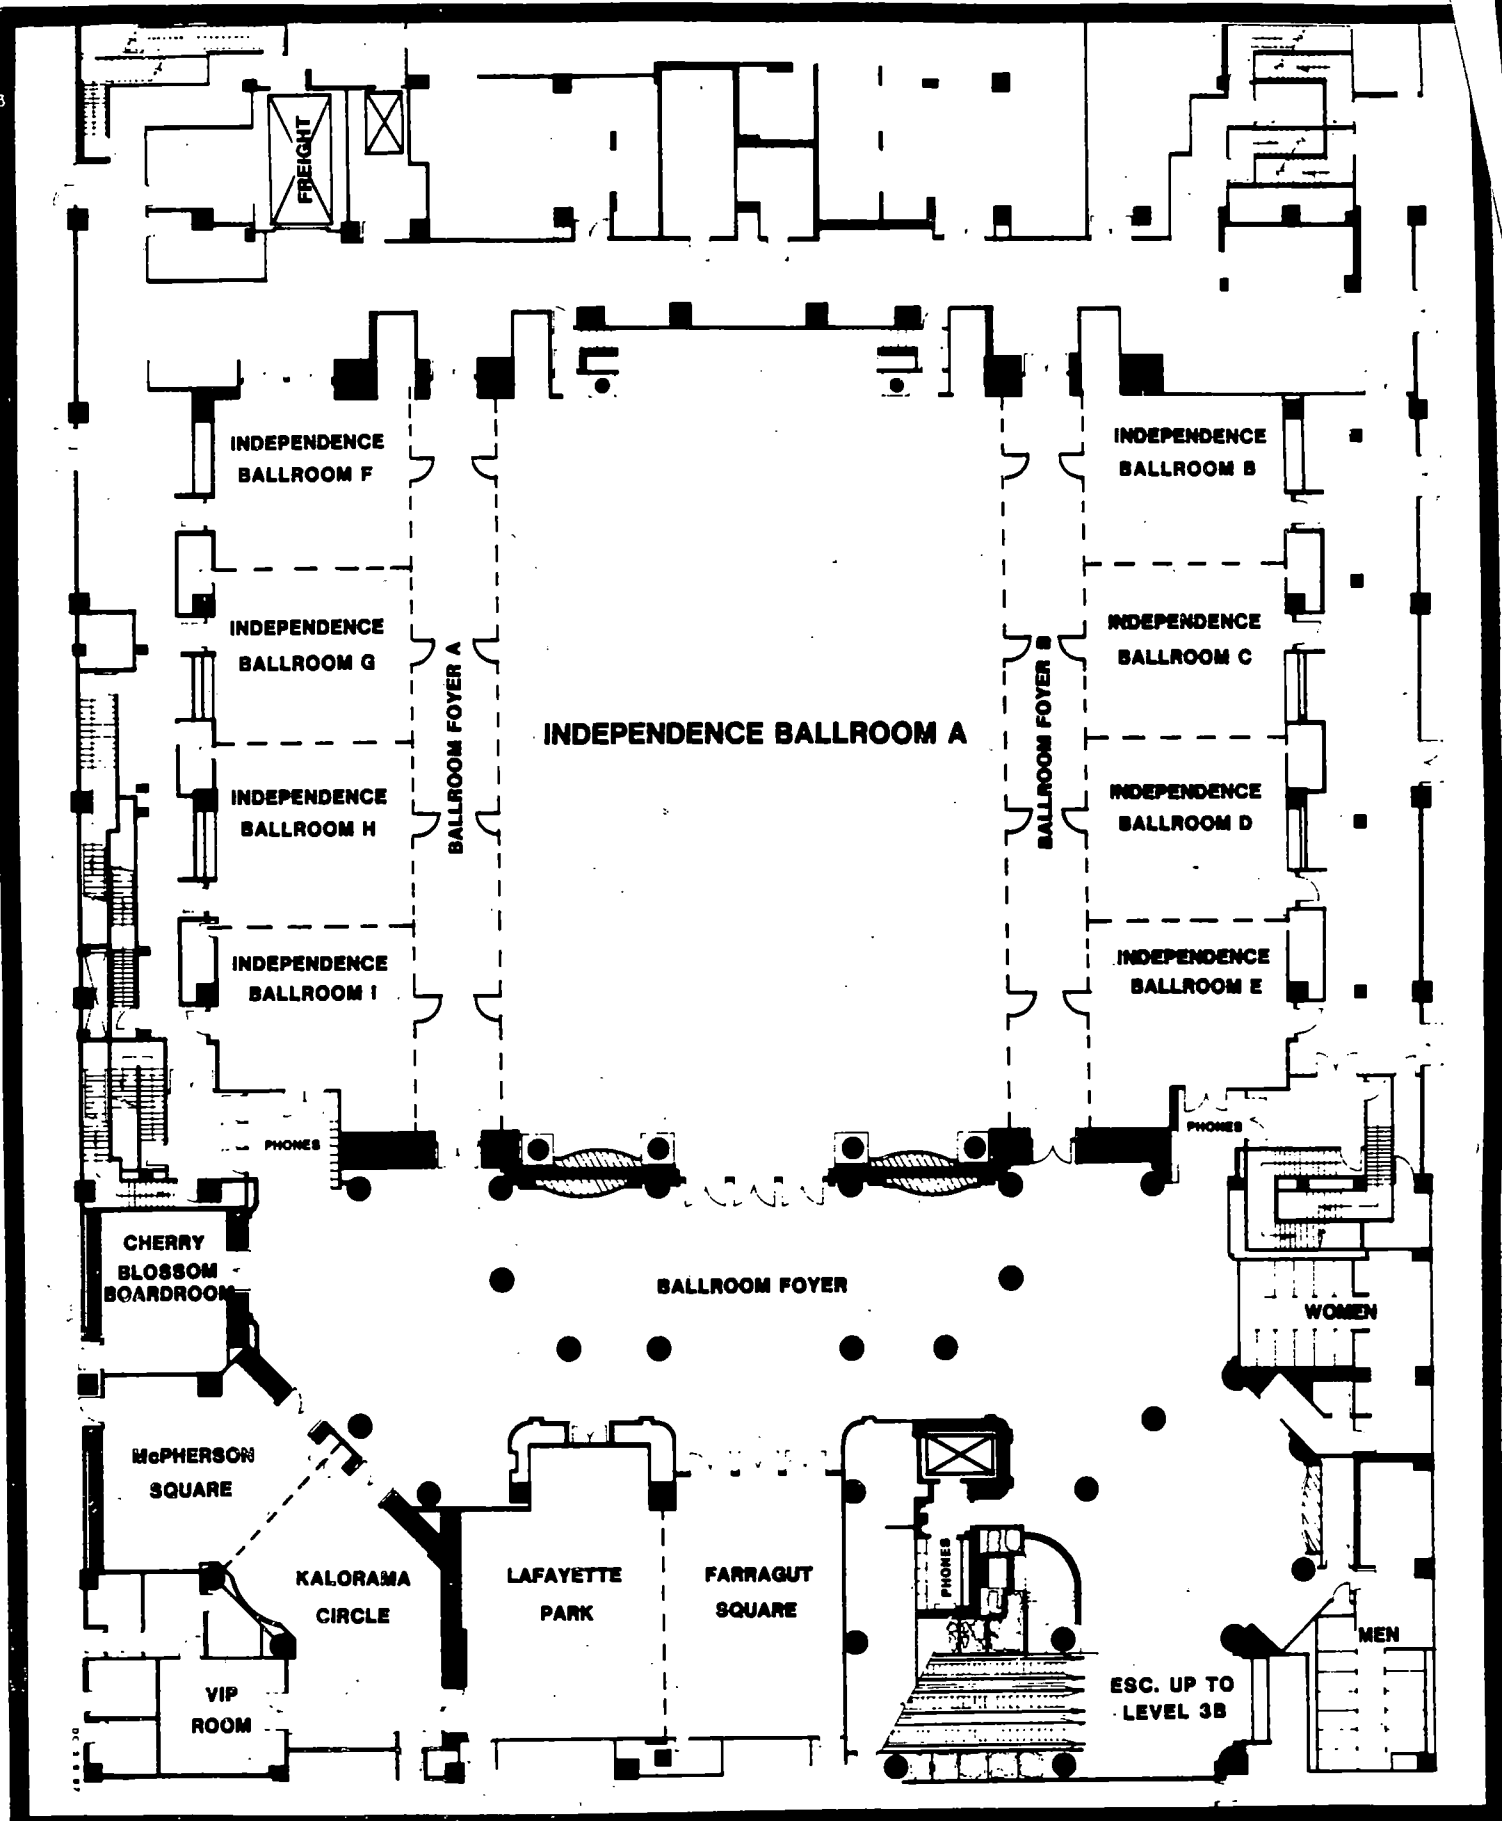 FREIGHT
INDEPENDENCE
BALLROOM F
INDEPENDENCE
BALLROOM B
INDEPENDENCE
BALLROOM G
INDEPENDENCE
BALLROOM C
BALLROOM FOYER A
INDEPENDENCE BALLROOM A
BALLROOM FOYER B
INDEPENDENCE
BALLROOM H
INDEPENDENCE
BALLROOM D
INDEPENDENCE
BALLROOM I
INDEPENDENCE
BALLROOM E
PHONES
PHONES
CHERRY
BLOSSOM
BOARDROOM
BALLROOM FOYER
WOMEN
McPHERSON
SQUARE
KALORAMA
CIRCLE
LAFAYETTE
PARK
FARRAGUT
SQUARE
PHONES
MEN
VIP
ROOM
ESC. UP TO
LEVEL 3B